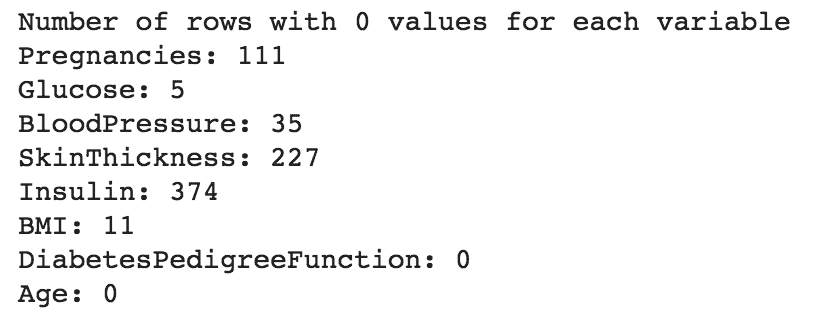 Number of rows with 0 values for each variable
Pregnancies: 111
Glucose: 5
BloodPressure: 35
SkinThickness: 227
Insulin: 374
BMI: 11
DiabetesPedigreeFunction: 0
Age: 0